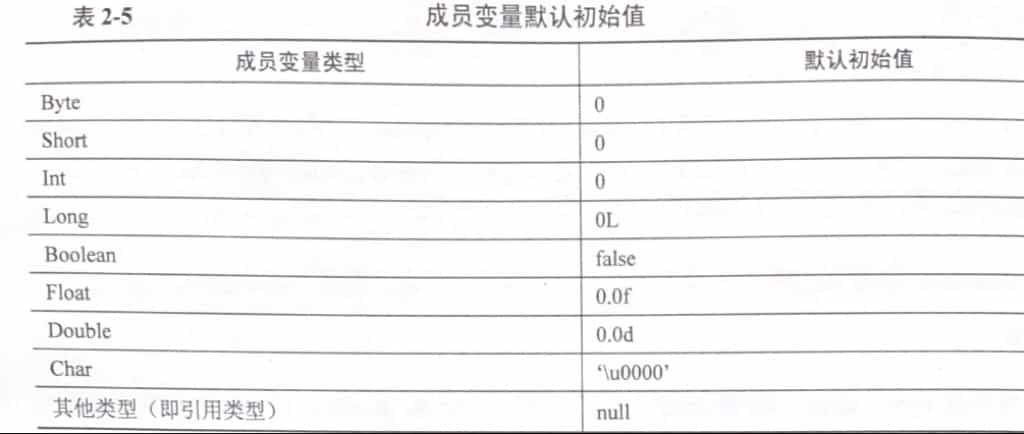 表 2-5 成员变量默认初始值
成员变量类型 默认初始值
Byte 0
Short 0
Int 0
Long 0L
Boolean false
Float 0.0f
Double 0.0d
Char ‘\u0000’
其他类型（即引用类型） null